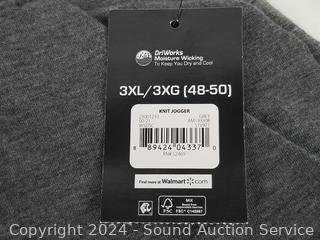 DriWorks
Moisture Wicking
To Keep You Dry and Cool
3XL/3XG (48-50)
KNIT JOGGER
GREY
8 89424 04337 0
Find more at Walmart.com
FSC
MIX
Copyright 2024 - Sound Auction Service